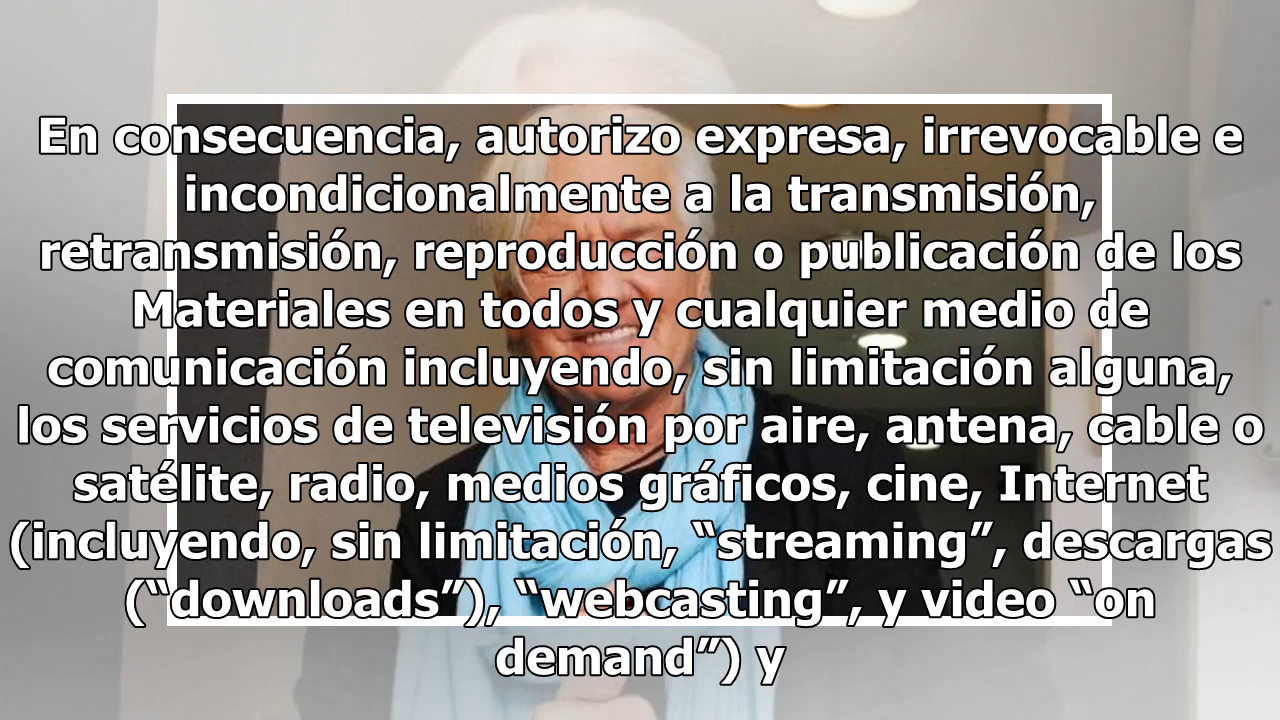 En consecuencia, autorizo expresa, irrevocable e
incondicionalmente a la transmisión,
retransmisión, reproducción o publicación de los
Materiales en todos y cualquier medio de
comunicación incluyendo, sin limitación alguna,
los servicios de televisión por aire, antena, cable o
satélite, radio, medios gráficos, cine, Internet
(incluyendo, sin limitación, “streaming”, descargas
(“downloads”), “webcasting”, y video “on
demand”) y